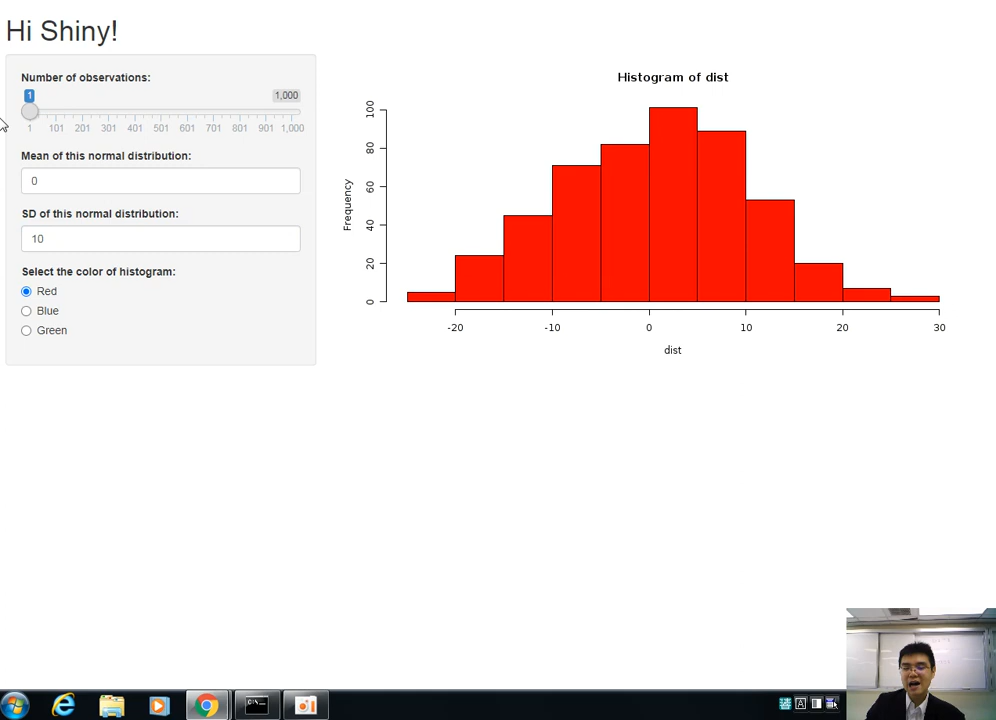 Hi Shiny!
Number of observations:
1
1,000
1 101 201 301 401 501 601 701 801 901 1,000
Mean of this normal distribution:
0
SD of this normal distribution:
10
Select the color of histogram:
Red
Blue
Green
Histogram of dist
Frequency
100
80
60
40
20
0
-20 -10 0 10 20 30
dist